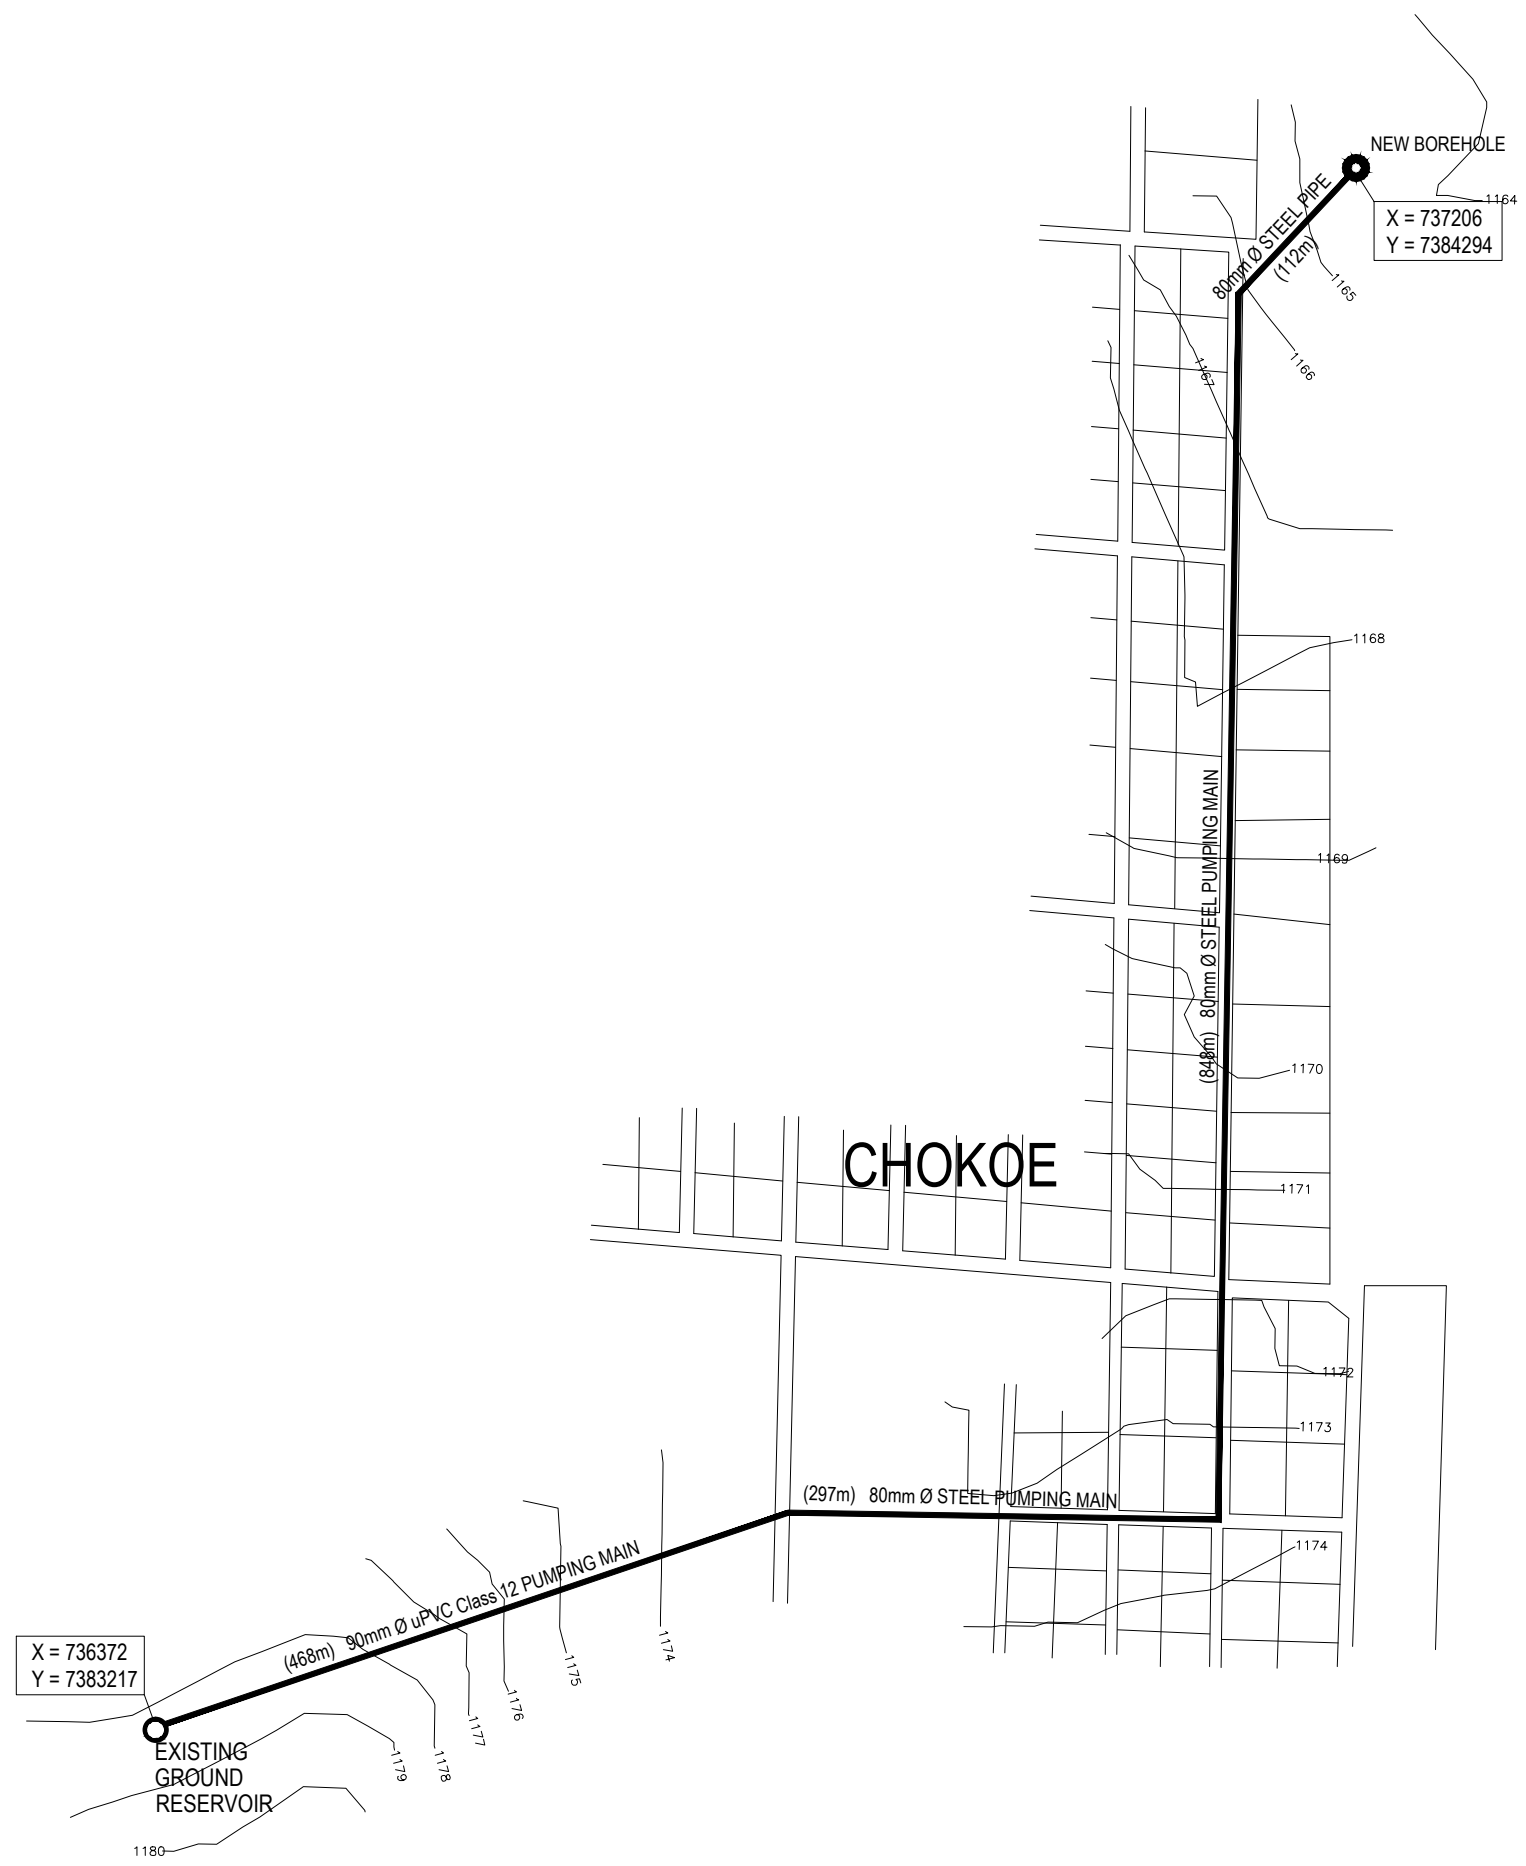 NEW BOREHOLE
1164
X = 737206
Y = 7384294
80mm Ø STEEL PIPE
(112m)
1165
1166
1167
1168
(848m) 80mm Ø STEEL PUMPING MAIN
1169
1170
CHOKOE
1171
1172
1173
(297m) 80mm Ø STEEL PUMPING MAIN
1174
(468m) 90mm Ø uPVC Class 12 PUMPING MAIN
1174
1175
1176
1177
1178
1179
X = 736372
Y = 7383217
EXISTING
GROUND
RESERVOIR
1180